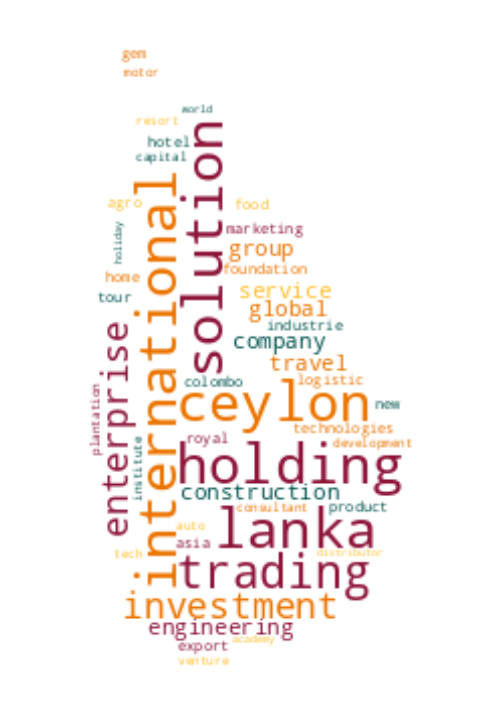 gem
motor
world
resort
solution
hotel
capital
international
agro
food
holiday
marketing
group
foundation
home
service
tour
global
industrie
enterprise
company
travel
logistic
colombo
plantation
ceylon
new
technologies
institute
royal
development
holding
construction
consultant
product
lanka
auto
asia
tech
distributor
trading
investment
engineering
academy
export
venture